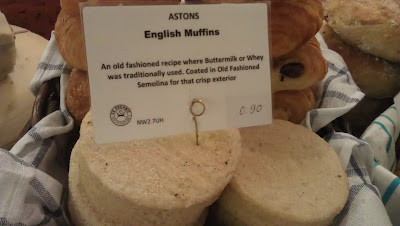 ASTONS
English Muffins
An old fashioned recipe where Buttermilk or Whey
was traditionally used. Coated in Old Fashioned
Semolina for that crisp exterior
NW2 7UH
0.90